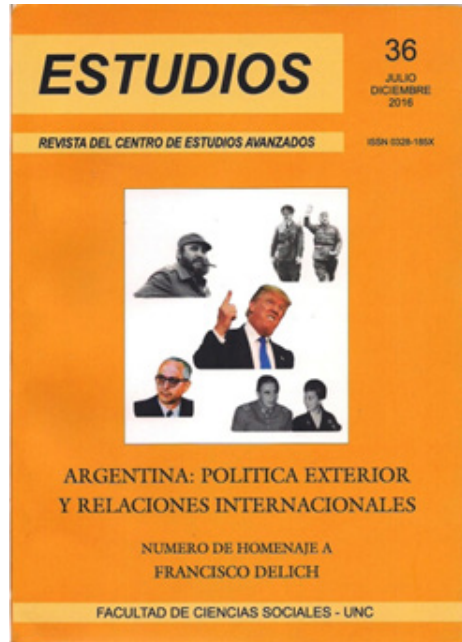 ESTUDIOS
36
JULIO
DICIEMBRE
2016
REVISTA DEL CENTRO DE ESTUDIOS AVANZADOS
ISSN 0328-185X
ARGENTINA: POLITICA EXTERIOR
Y RELACIONES INTERNACIONALES
NUMERO DE HOMENAJE A
FRANCISCO DELICH
FACULTAD DE CIENCIAS SOCIALES - UNC